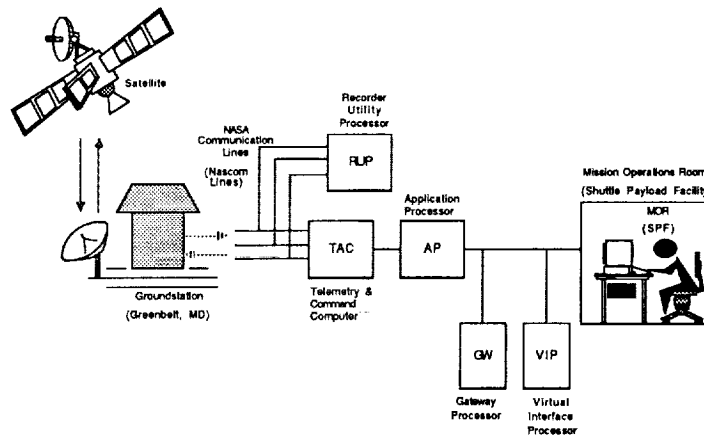 Satellite
Recorder
Utility
Processor
NASA
Communication
Lines
(Nascom
Lines)
RUP
Mission Operations Room
(Shuttle Payload Facility)
MOR
(SPF)
Application
Processor
TAC
AP
Groundstation
(Greenbelt, MD)
Telemetry &
Command
Computer
GW
VIP
Gateway
Processor
Virtual
Interface
Processor